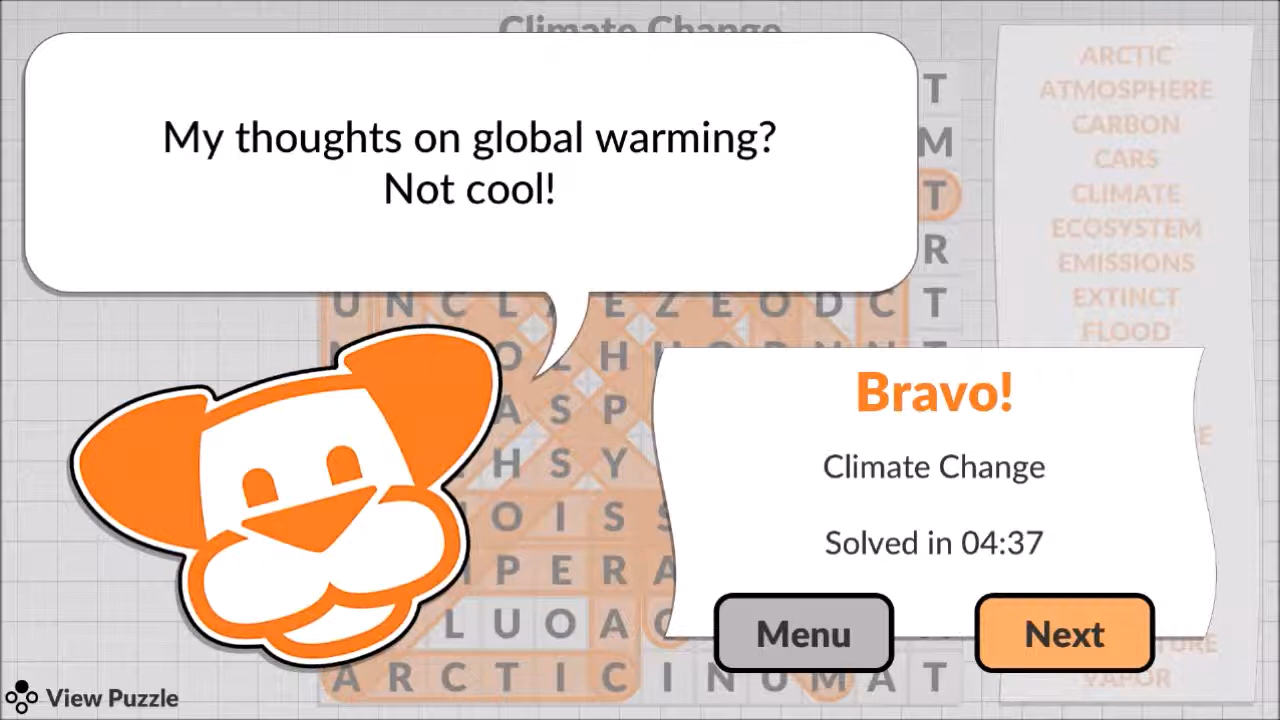 Climate Change
My thoughts on global warming?
Not cool!
T
M
T
R
T
U N C L E Z E O D C
O L H
A S P
H S Y
O I S S
P E R A
L U O A
A R C T I C I N U M A T
ARCTIC
ATMOSPHERE
CARBON
CARS
CLIMATE
ECOSYSTEM
EMISSIONS
EXTINCT
FLOOD
VAPOR
Bravo!
Climate Change
Solved in 04:37
Menu
Next
View Puzzle